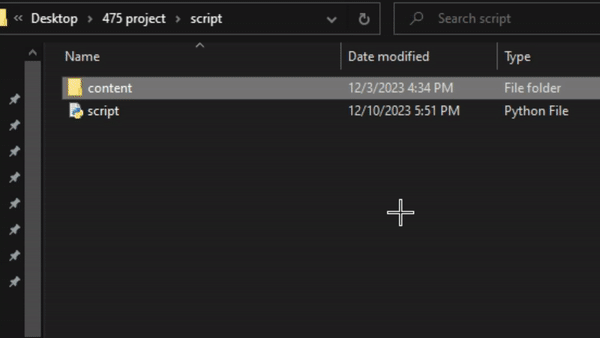 « Desktop > 475 project > script Search script
Name Date modified Type
content 12/3/2023 4:34 PM File folder
script 12/10/2023 5:51 PM Python File